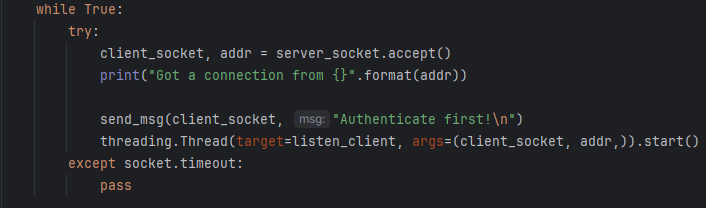 while True:
try:
client_socket, addr = server_socket.accept()
print("Got a connection from {}".format(addr))
send_msg(client_socket, msg: "Authenticate first!\n")
threading.Thread(target=listen_client, args=(client_socket, addr,)).start()
except socket.timeout:
pass